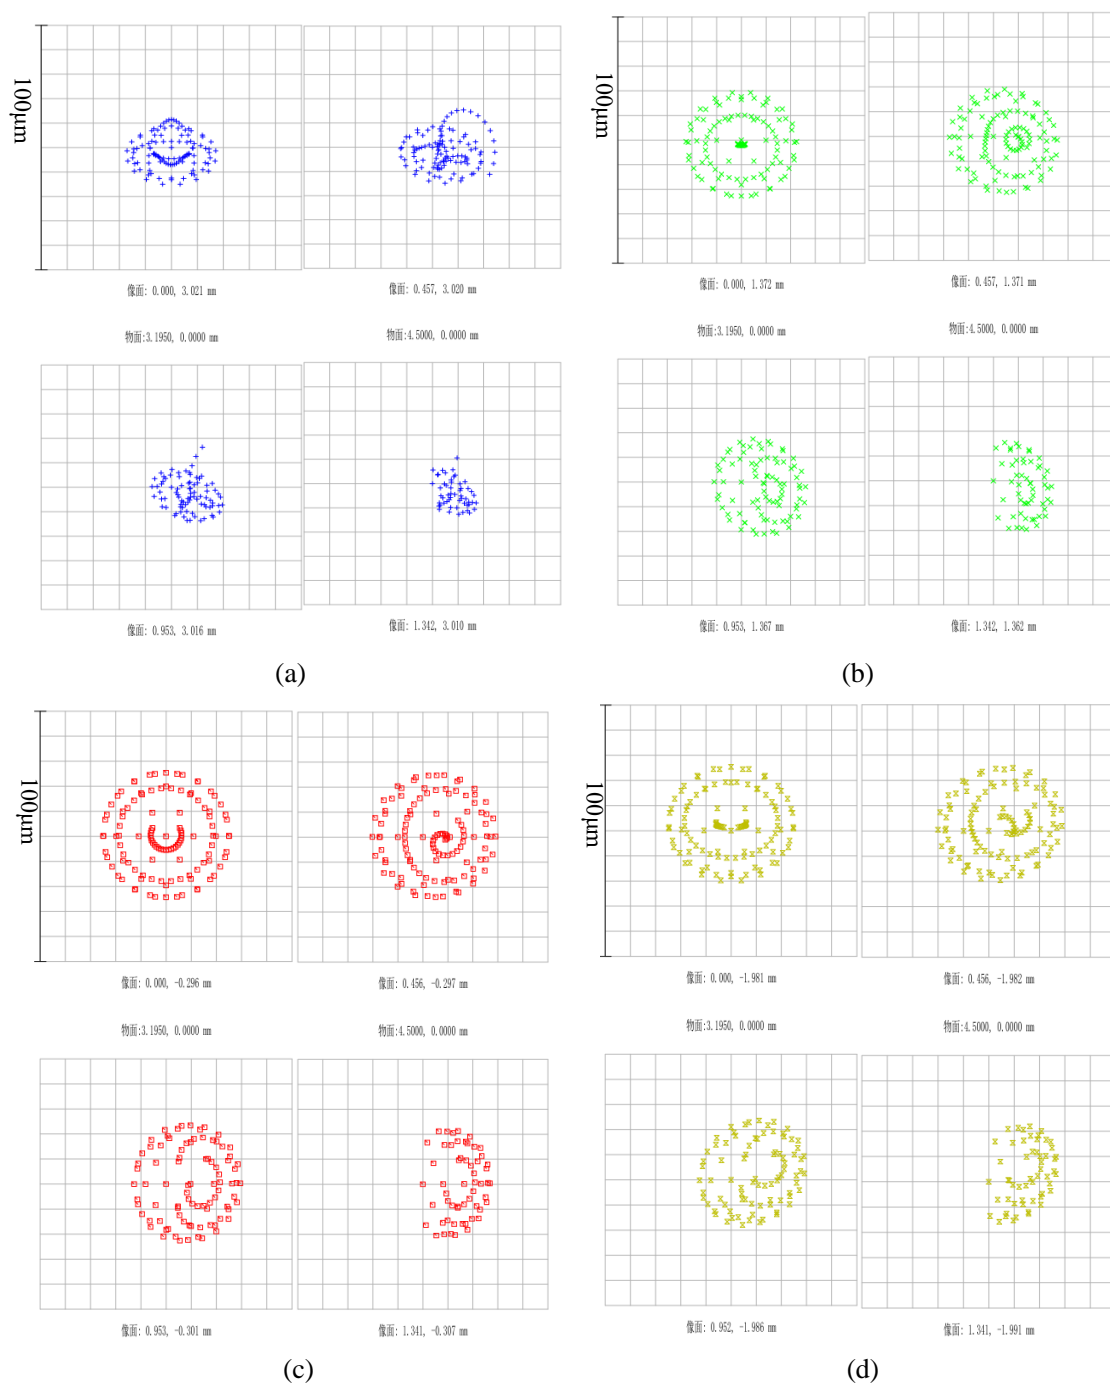 100μm
像面: 0.000, 3.021 mm
像面: 0.457, 3.020 mm
物面:3.1950, 0.0000 mm
物面:4.5000, 0.0000 mm
像面: 0.953, 3.016 mm
像面: 1.342, 3.010 mm
(a)
100μm
像面: 0.000, 1.372 mm
像面: 0.457, 1.371 mm
物面:3.1950, 0.0000 mm
物面:4.5000, 0.0000 mm
像面: 0.953, 1.367 mm
像面: 1.342, 1.362 mm
(b)
100μm
像面: 0.000, -0.296 mm
像面: 0.456, -0.297 mm
物面:3.1950, 0.0000 mm
物面:4.5000, 0.0000 mm
像面: 0.953, -0.301 mm
像面: 1.341, -0.307 mm
(c)
100μm
像面: 0.000, -1.981 mm
像面: 0.456, -1.982 mm
物面:3.1950, 0.0000 mm
物面:4.5000, 0.0000 mm
像面: 0.952, -1.986 mm
像面: 1.341, -1.991 mm
(d)